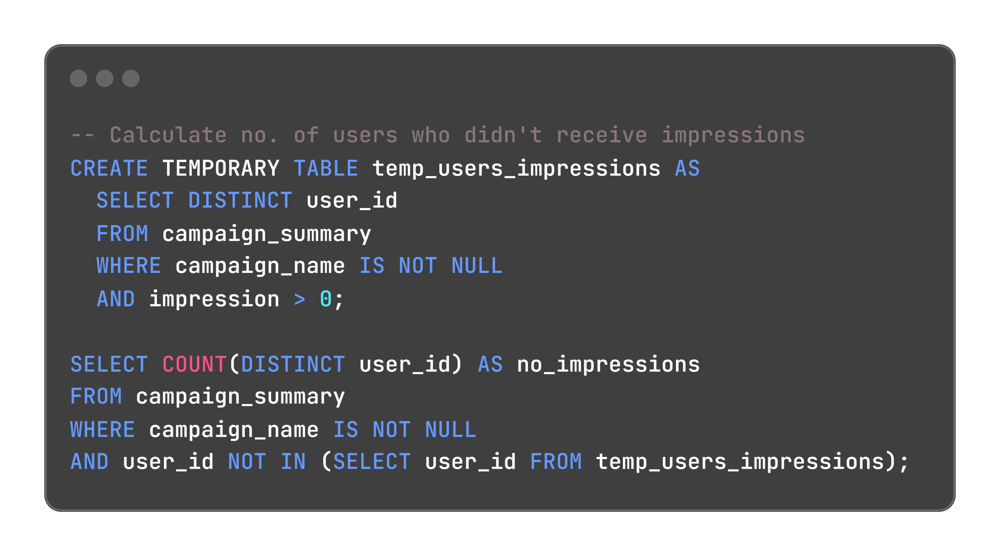 -- Calculate no. of users who didn't receive impressions
CREATE TEMPORARY TABLE temp_users_impressions AS
  SELECT DISTINCT user_id
  FROM campaign_summary
  WHERE campaign_name IS NOT NULL
  AND impression > 0;

SELECT COUNT(DISTINCT user_id) AS no_impressions
FROM campaign_summary
WHERE campaign_name IS NOT NULL
AND user_id NOT IN (SELECT user_id FROM temp_users_impressions);